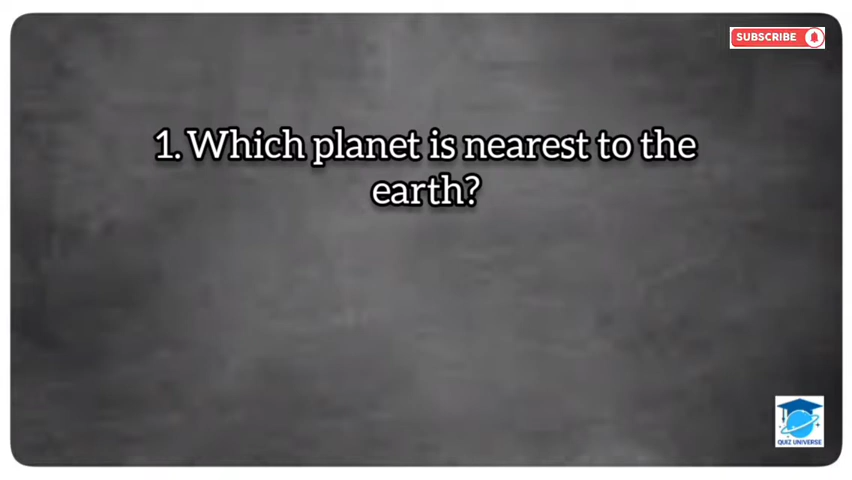 SUBSCRIBE
1. Which planet is nearest to the
earth?
QUIZ UNIVERSE